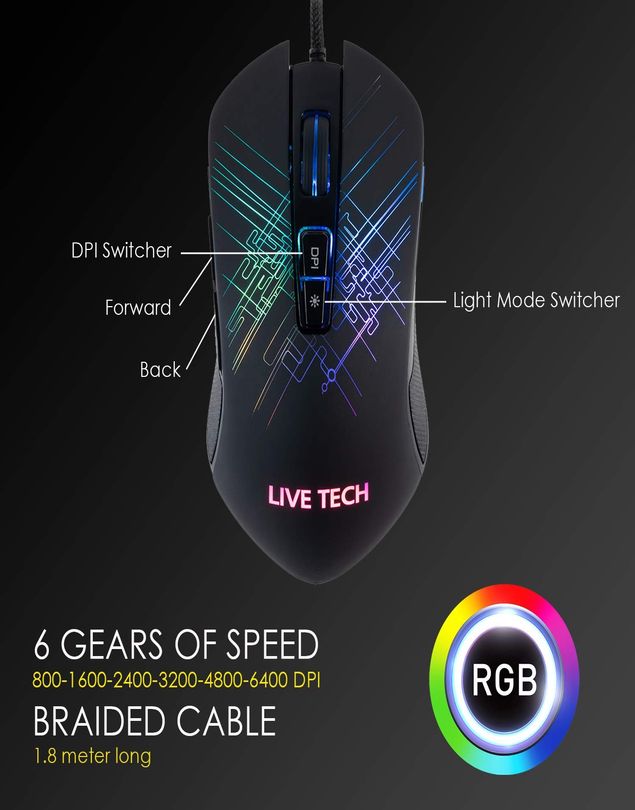 DPI
DPI Switcher
Forward
Light Mode Switcher
Back
LIVE TECH
6 GEARS OF SPEED
800-1600-2400-3200-4800-6400 DPI
BRAIDED CABLE
1.8 meter long
RGB